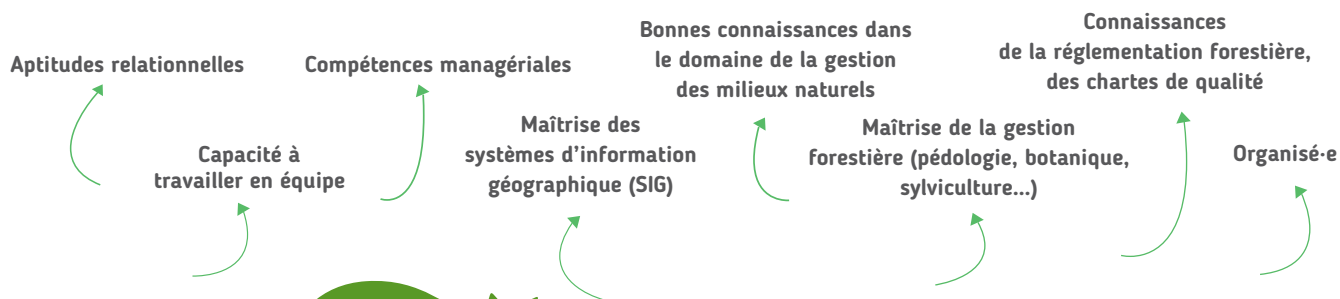 Aptitudes relationnelles
Capacité à
travailler en équipe
Compétences managériales
Maîtrise des
systèmes d'information
géographique (SIG)
Bonnes connaissances dans
le domaine de la gestion
des milieux naturels
Maîtrise de la gestion
forestière (pédologie, botanique,
sylviculture...)
Connaissances
de la réglementation forestière,
des chartes de qualité
Organisé·e